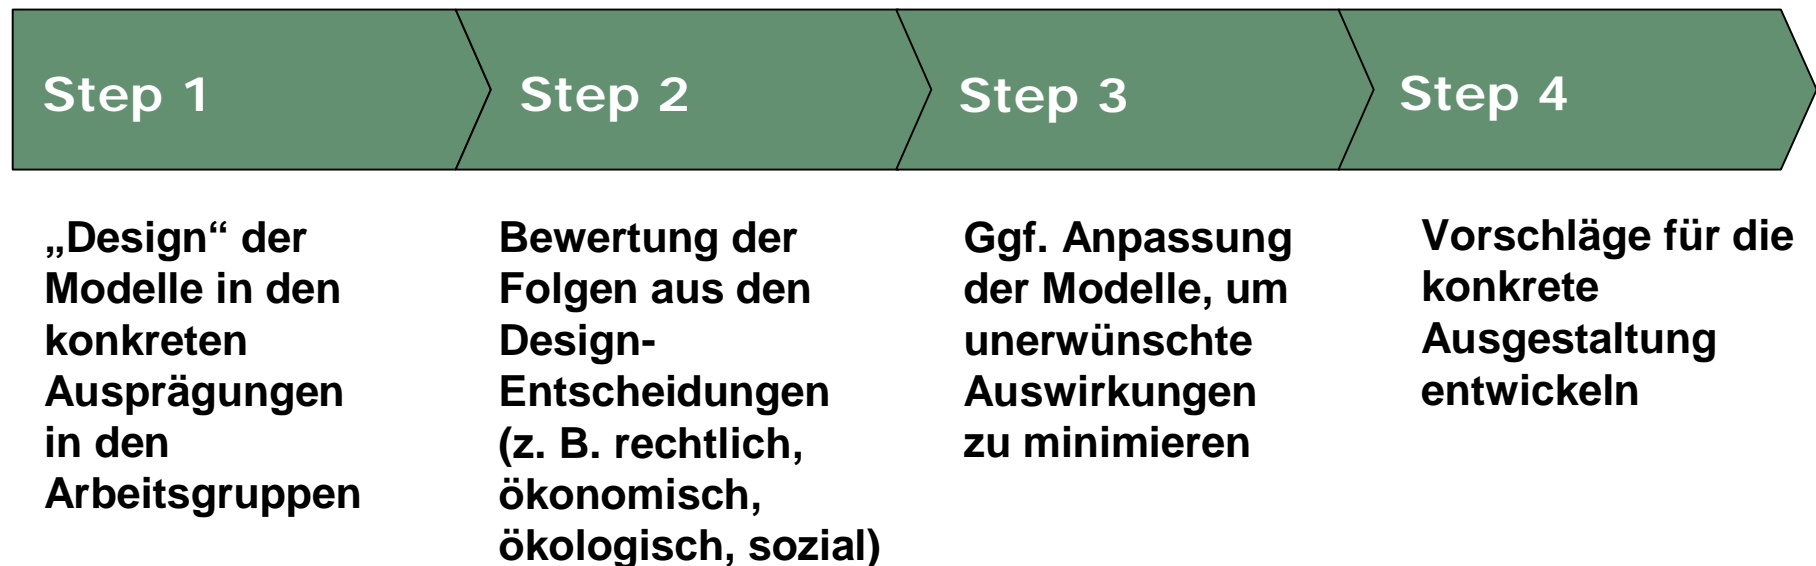 Step 1
Step 2
Step 3
Step 4
„Design“ der
Modelle in den
konkreten
Ausprägungen
in den
Arbeitsgruppen
Bewertung der
Folgen aus den
Design-
Entscheidungen
(z. B. rechtlich,
ökonomisch,
ökologisch, sozial)
Ggf. Anpassung
der Modelle, um
unerwünschte
Auswirkungen
zu minimieren
Vorschläge für die
konkrete
Ausgestaltung
entwickeln